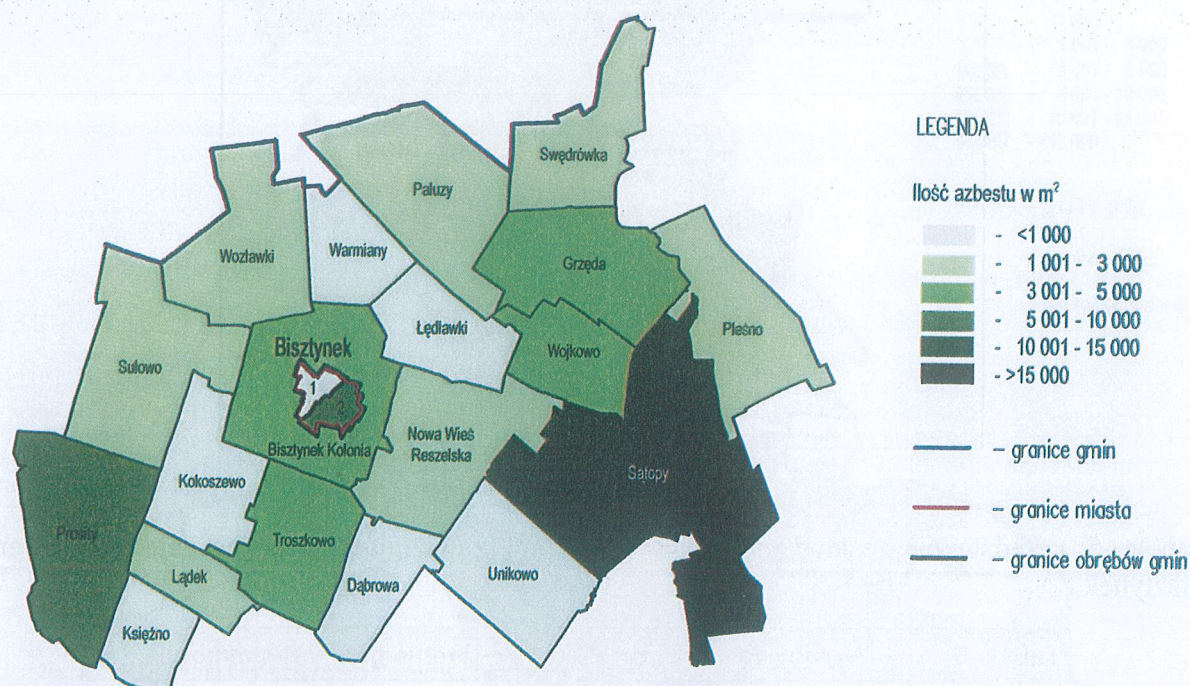 Swędrówka
LEGENDA
Paluzy
Ilość azbestu w m²
- <1 000
Wozławki
Warmiany
Grzęda
- 1 001 - 3 000
- 3 001 - 5 000
Lędławki
Pleśno
- 5 001 - 10 000
Bisztynek
Wojkowo
- 10 001 - 15 000
Sułowo
- >15 000
1
2
Nowa Wieś
Reszelska
Bisztynek Kolonia
– granice gmin
Sątopy
Kokoszewo
– granice miasta
Prosity
Troszkowo
– granice obrębów gmin
Lądek
Dąbrowa
Unikowo
Księżno